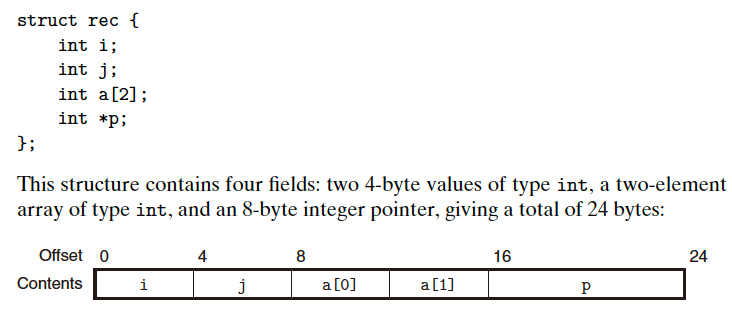 struct rec {
    int i;
    int j;
    int a[2];
    int *p;
};
This structure contains four fields: two 4-byte values of type int, a two-element
array of type int, and an 8-byte integer pointer, giving a total of 24 bytes:
Offset 0 4 8 16 24
Contents i j a[0] a[1] p